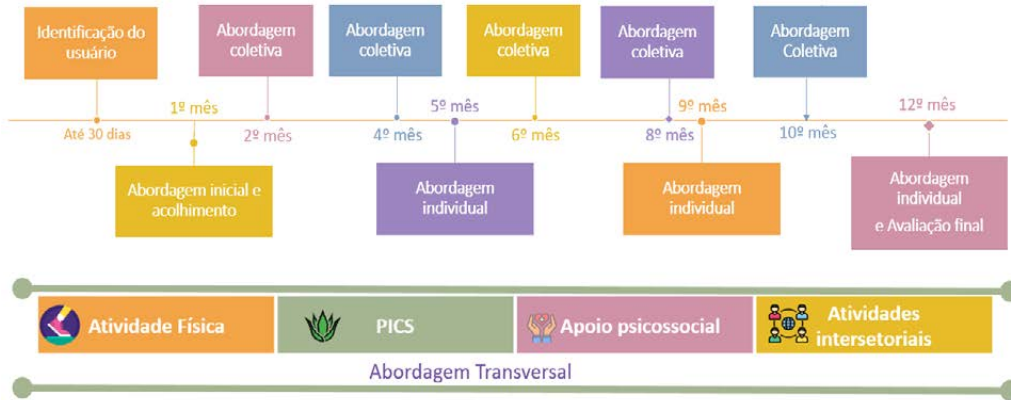 Identificação do
usuário
Abordagem
coletiva
Abordagem
coletiva
Abordagem
coletiva
Abordagem
coletiva
Abordagem
Coletiva
1º mês
5º mês
9º mês
12º mês
Até 30 dias
2º mês
4º mês
6º mês
8º mês
10º mês
Abordagem inicial e
acolhimento
Abordagem
individual
Abordagem
individual
Abordagem
individual
e Avaliação final
Atividade Física
PICS
Apoio psicossocial
Atividades
intersetoriais
Abordagem Transversal